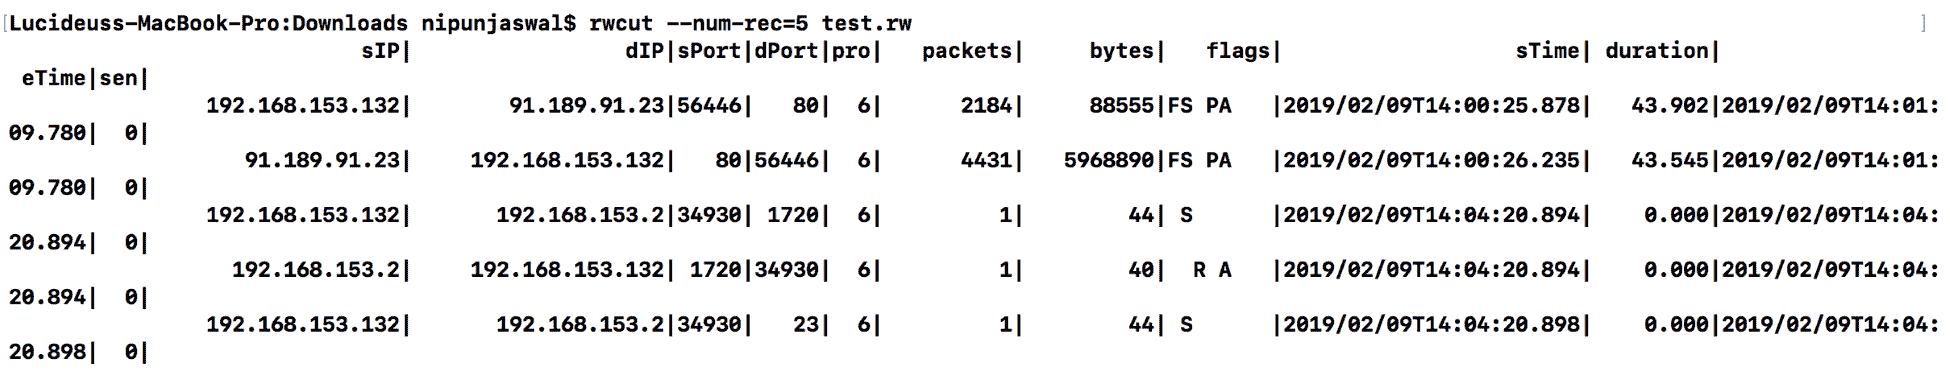 [Lucideuss-MacBook-Pro:Downloads nipunjaswal$ rwcut --num-rec=5 test.rw ]
sIP| dIP|sPort|dPort|pro| packets| bytes| flags| sTime| duration|
eTime|sen|
192.168.153.132| 91.189.91.23|56446| 80| 6| 2184| 88555|FS PA |2019/02/09T14:00:25.878| 43.902|2019/02/09T14:01:
09.780| 0|
91.189.91.23| 192.168.153.132| 80|56446| 6| 4431| 5968890|FS PA |2019/02/09T14:00:26.235| 43.545|2019/02/09T14:01:
09.780| 0|
192.168.153.132| 192.168.153.2|34930| 1720| 6| 1| 44| S |2019/02/09T14:04:20.894| 0.000|2019/02/09T14:04:
20.894| 0|
192.168.153.2| 192.168.153.132| 1720|34930| 6| 1| 40| R A |2019/02/09T14:04:20.894| 0.000|2019/02/09T14:04:
20.894| 0|
192.168.153.132| 192.168.153.2|34930| 23| 6| 1| 44| S |2019/02/09T14:04:20.898| 0.000|2019/02/09T14:04:
20.898| 0|